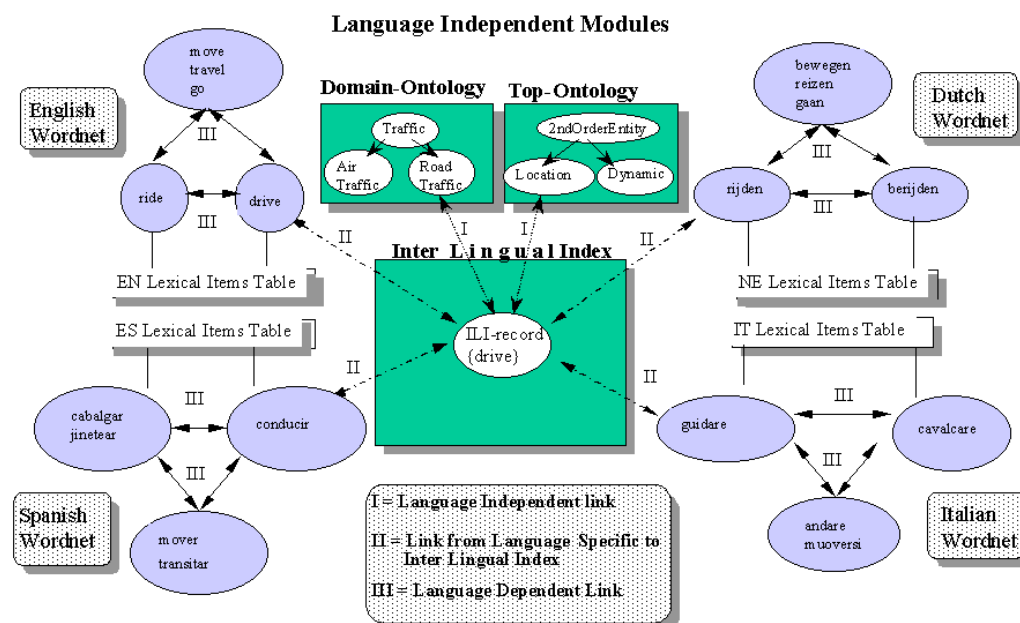 Language Independent Modules
move
travel
go
English
Wordnet
III
ride
drive
III
EN Lexical Items Table
Domain-Ontology
Traffic
Air
Traffic
Road
Traffic
Top-Ontology
2ndOrderEntity
Location
Dynamic
I
I
bewegen
reizen
gaan
Dutch
Wordnet
III
rijden
berijden
III
NE Lexical Items Table
II
II
Inter Lingual Index
ILI-record
{drive}
II
II
ES Lexical Items Table
cabalgar
jinetear
III
conducir
III
Spanish
Wordnet
mover
transitar
IT Lexical Items Table
guidare
III
cavalcare
III
andare
muoversi
Italian
Wordnet
I = Language Independent link
II = Link from Language Specific to
Inter Lingual Index
III = Language Dependent Link